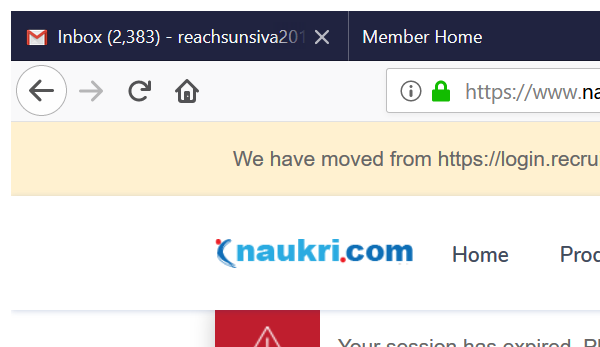 Inbox (2,383) - reachsunsiva201
Member Home
https://www.na
We have moved from https://login.recru
naukri.com
Home
Proc
Your session has expired. Pl